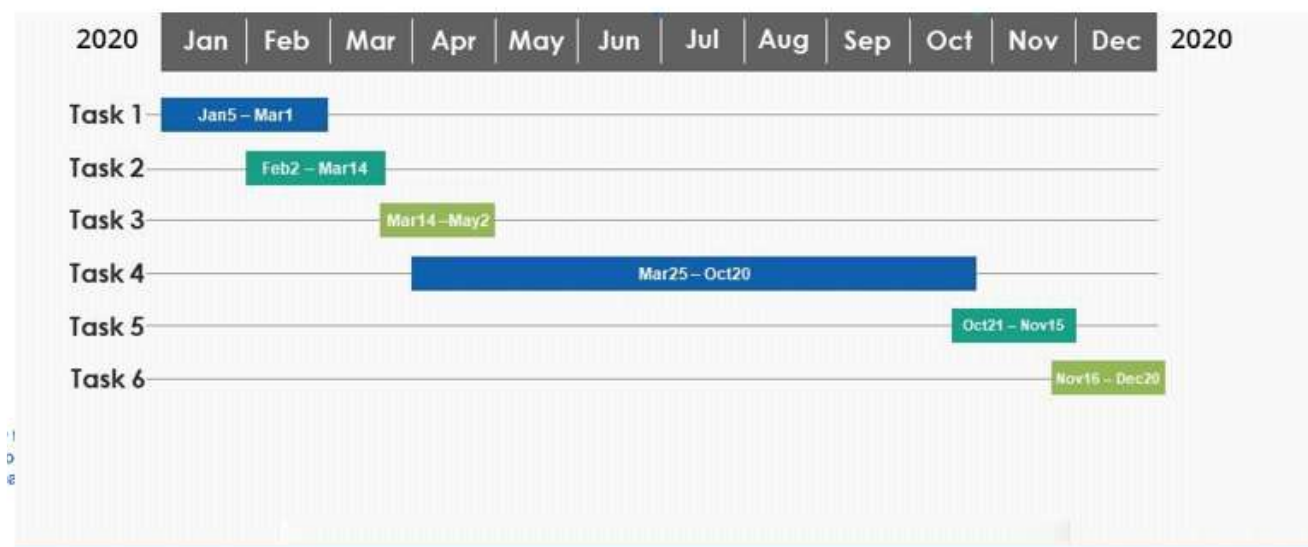 2020 Jan Feb Mar Apr May Jun Jul Aug Sep Oct Nov Dec 2020
Task 1 Jan5 – Mar1
Task 2 Feb2 – Mar14
Task 3 Mar14 –May2
Task 4 Mar25 – Oct20
Task 5 Oct21 – Nov15
Task 6 Nov16 – Dec20